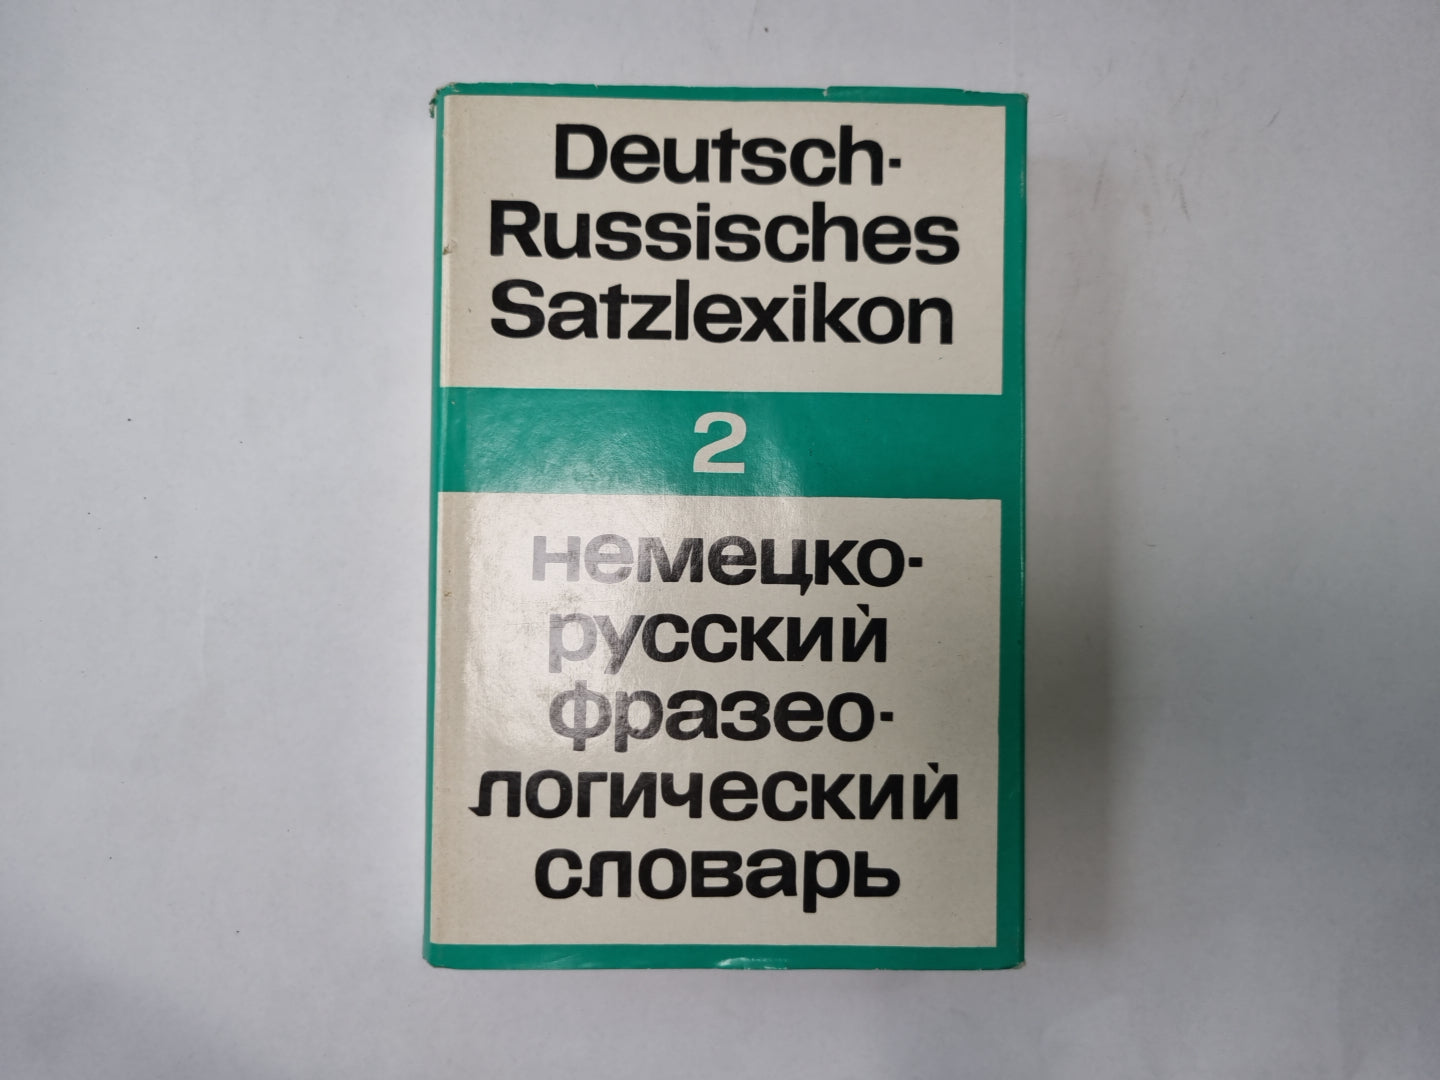 Deutsch-
Russisches
Satzlexikon
2
немецко-
русский
фразео-
логический
словарь